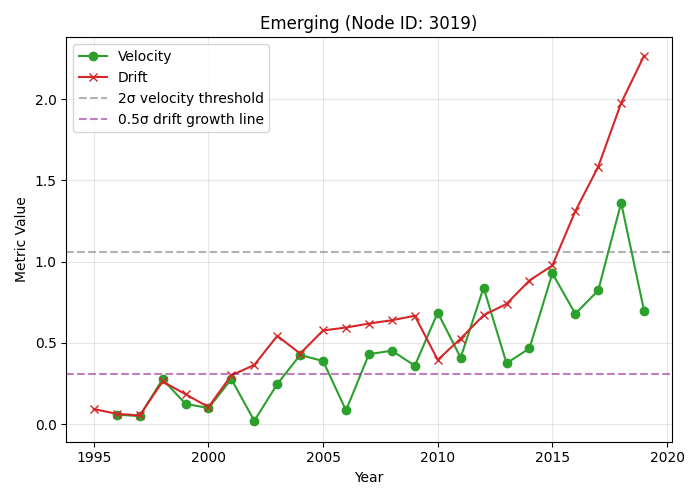 Emerging (Node ID: 3019)
Velocity
Drift
2σ velocity threshold
0.5σ drift growth line
Metric Value
2.0
1.5
1.0
0.5
0.0
1995 2000 2005 2010 2015 2020
Year